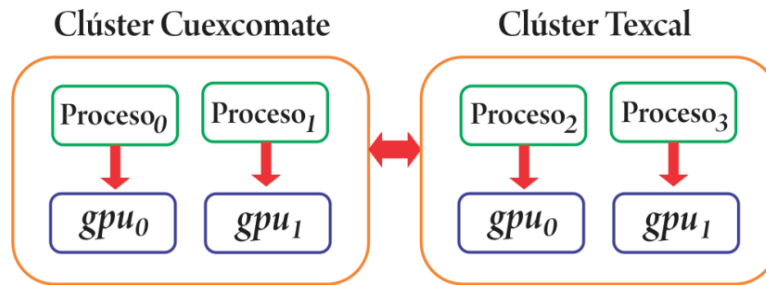 Clúster Cuexcomate Clúster Texcal
Proceso0 Proceso1 Proceso2 Proceso3
gpu0 gpu1 gpu0 gpu1